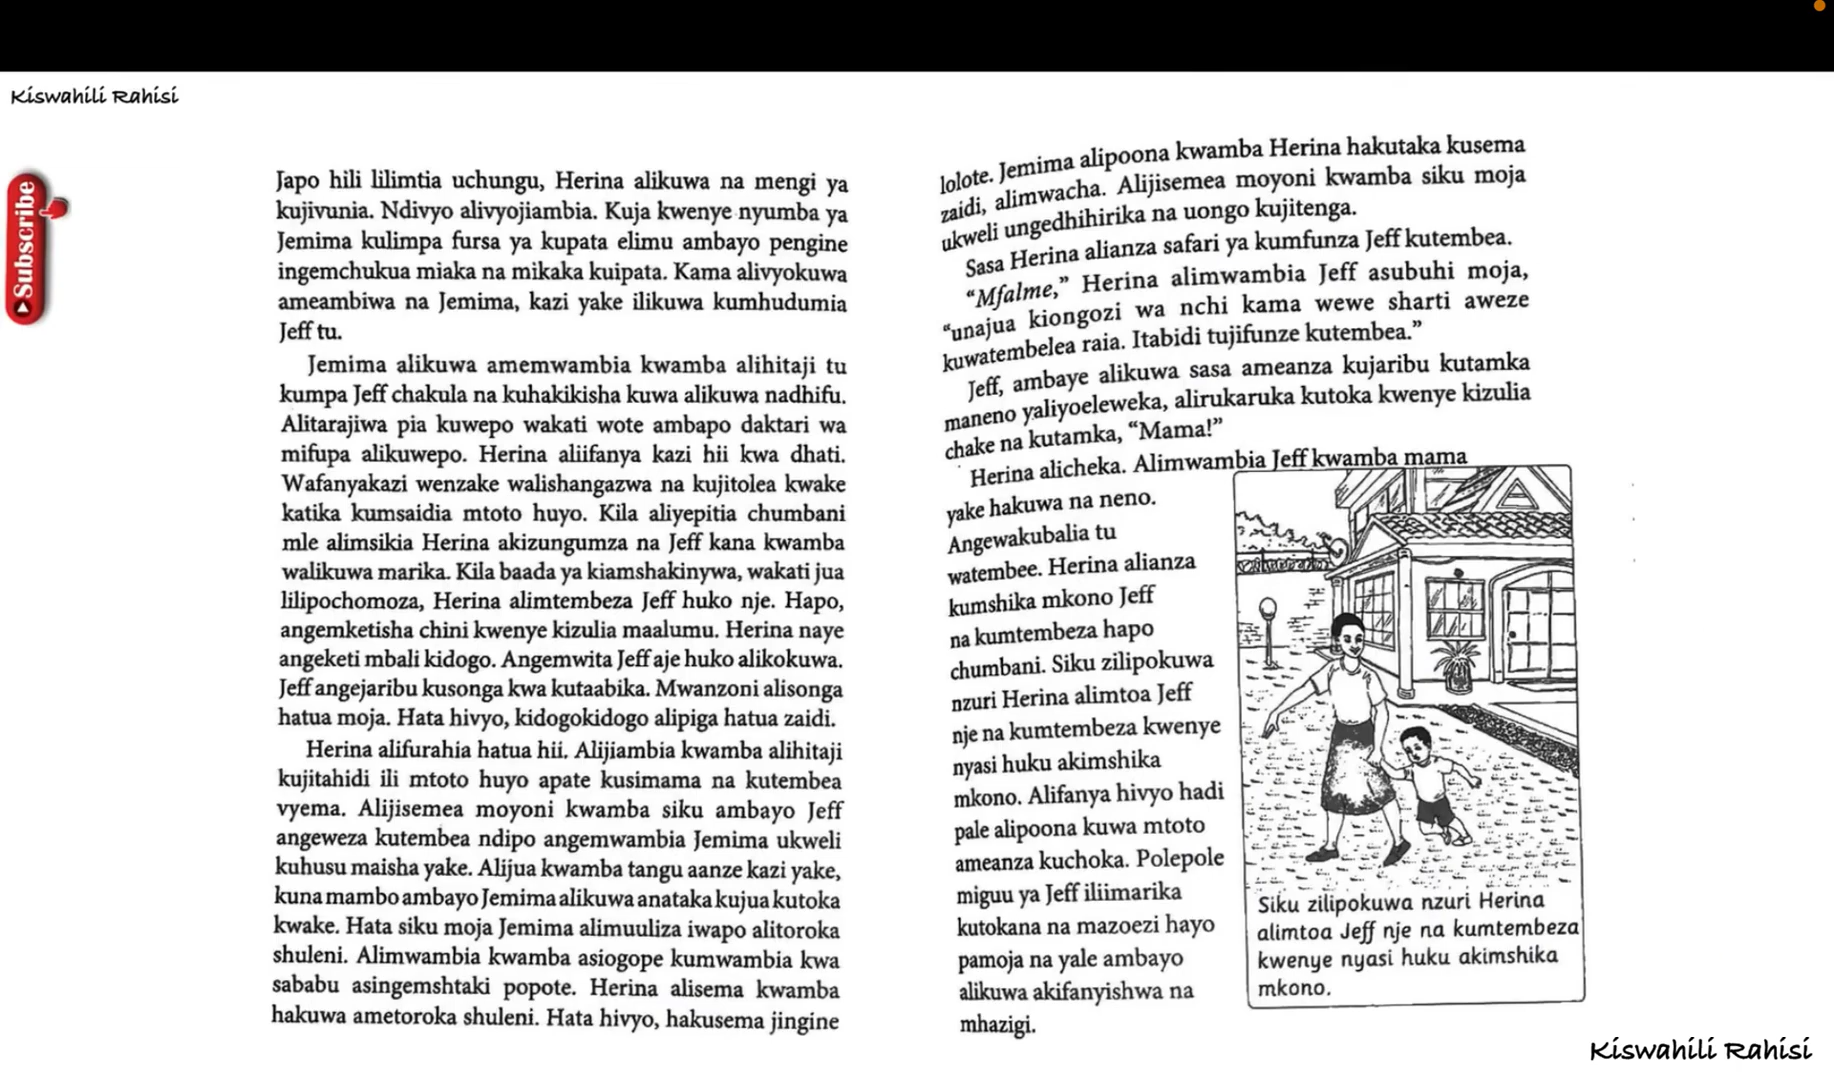 Kiswahili Rahisi
Subscribe
Japo hili lilimtia uchungu, Herina alikuwa na mengi ya
kujivunia. Ndivyo alivyojiambia. Kuja kwenye nyumba ya
Jemima kulimpa fursa ya kupata elimu ambayo pengine
ingemchukua miaka na mikaka kuipata. Kama alivyokuwa
ameambiwa na Jemima, kazi yake ilikuwa kumhudumia
Jeff tu.
Jemima alikuwa amemwambia kwamba alihitaji tu
kumpa Jeff chakula na kuhakikisha kuwa alikuwa nadhifu.
Alitarajiwa pia kuwepo wakati wote ambapo daktari wa
mifupa alikuwepo. Herina aliifanya kazi hii kwa dhati.
Wafanyakazi wenzake walishangazwa na kujitolea kwake
katika kumsaidia mtoto huyo. Kila aliyepitia chumbani
mle alimsikia Herina akizungumza na Jeff kana kwamba
walikuwa marika. Kila baada ya kiamshakinywa, wakati jua
lilipochomoza, Herina alimtembeza Jeff huko nje. Hapo,
angemketisha chini kwenye kizulia maalumu. Herina naye
angeketi mbali kidogo. Angemwita Jeff aje huko alikokuwa.
Jeff angejaribu kusonga kwa kutaabika. Mwanzoni alisonga
hatua moja. Hata hivyo, kidogokidogo alipiga hatua zaidi.
Herina alifurahia hatua hii. Alijiambia kwamba alihitaji
kujitahidi ili mtoto huyo apate kusimama na kutembea
vyema. Alijisemea moyoni kwamba siku ambayo Jeff
angeweza kutembea ndipo angemwambia Jemima ukweli
kuhusu maisha yake. Alijua kwamba tangu aanze kazi yake,
kuna mambo ambayo Jemima alikuwa anataka kujua kutoka
kwake. Hata siku moja Jemima alimuuliza iwapo alitoroka
shuleni. Alimwambia kwamba asiogope kumwambia kwa
sababu asingemshtaki popote. Herina alisema kwamba
hakuwa ametoroka shuleni. Hata hivyo, hakusema jingine
lolote. Jemima alipoona kwamba Herina hakutaka kusema
zaidi, alimwacha. Alijisemea moyoni kwamba siku moja
ukweli ungedhihirika na uongo kujitenga.
Sasa Herina alianza safari ya kumfunza Jeff kutembea.
“Mfalme,” Herina alimwambia Jeff asubuhi moja,
“unajua kiongozi wa nchi kama wewe sharti aweze
kuwatembelea raia. Itabidi tujifunze kutembea.”
Jeff, ambaye alikuwa sasa ameanza kujaribu kutamka
maneno yaliyoeleweka, alirukaruka kutoka kwenye kizulia
chake na kutamka, “Mama!”
Herina alicheka. Alimwambia Jeff kwamba mama
yake hakuwa na neno.
Angewakubalia tu
watembee. Herina alianza
kumshika mkono Jeff
na kumtembeza hapo
chumbani. Siku zilipokuwa
nzuri Herina alimtoa Jeff
nje na kumtembeza kwenye
nyasi huku akimshika
mkono. Alifanya hivyo hadi
pale alipoona kuwa mtoto
ameanza kuchoka. Polepole
miguu ya Jeff iliimarika
kutokana na mazoezi hayo
pamoja na yale ambayo
alikuwa akifanyishwa na
mhazigi.
Siku zilipokuwa nzuri Herina
alimtoa Jeff nje na kumtembeza
kwenye nyasi huku akimshika
mkono.
Kiswahili Rahisi